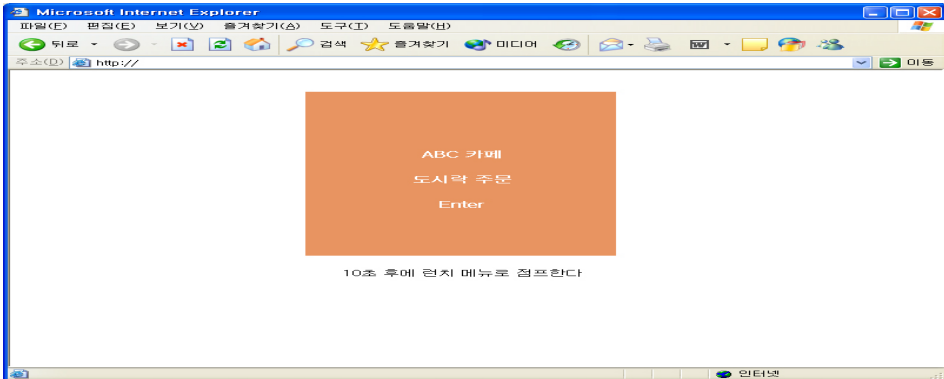 Microsoft Internet Explorer
파일(F) 편집(E) 보기(V) 즐겨찾기(A) 도구(T) 도움말(H)
뒤로 검색 즐겨찾기 미디어 W
주소(D) http:// 이동
ABC 카페
도시락 주문
Enter
10초 후에 런치 메뉴로 점프한다
인터넷